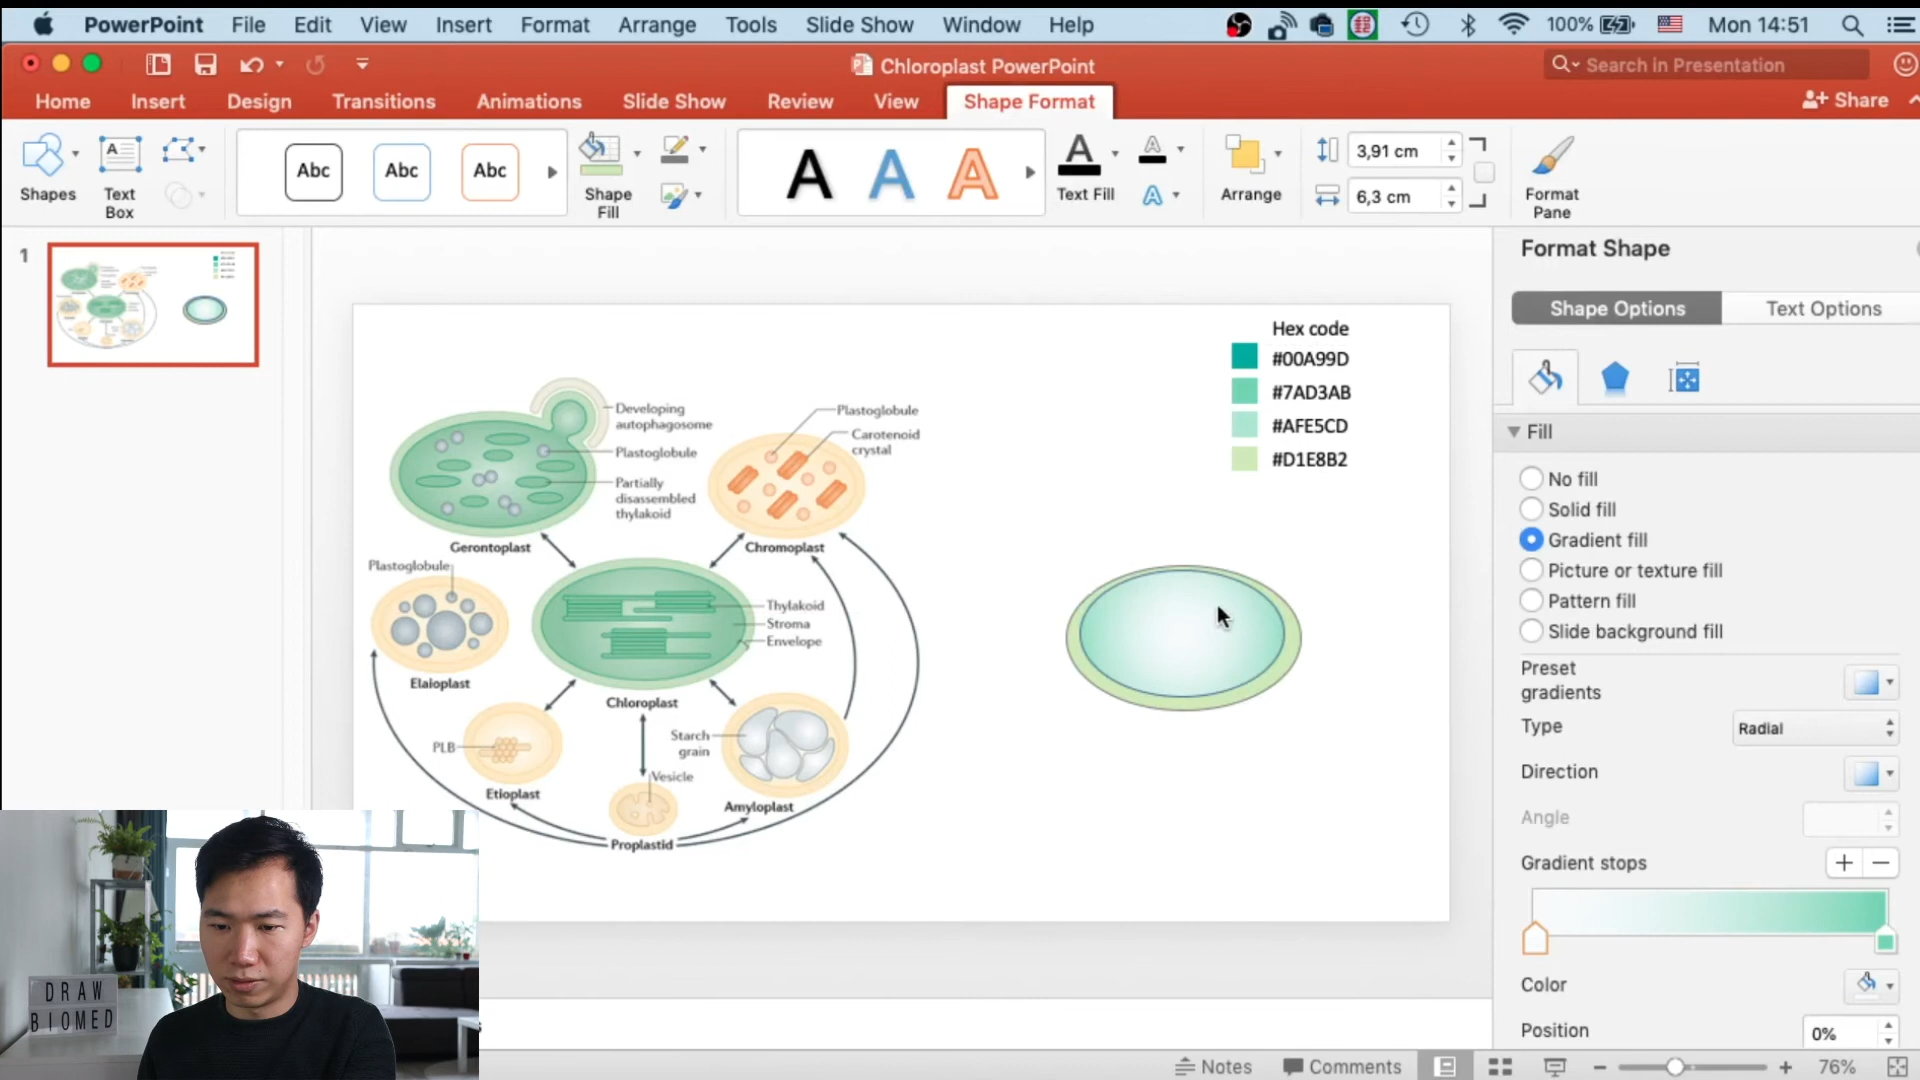 PowerPoint File Edit View Insert Format Arrange Tools Slide Show Window Help 100% Mon 14:51
Chloroplast PowerPoint
Search in Presentation
Home Insert Design Transitions Animations Slide Show Review View Shape Format Share
Shapes
Text
Box
Abc Abc Abc
Shape
Fill
A A A
A
Text Fill
A
A
Arrange
3,91 cm
6,3 cm
Format
Pane
1
Hex code
#00A99D
#7AD3AB
#AFE5CD
#D1E8B2
Developing
autophagosome
Plastoglobule
Partially
disassembled
thylakoid
Gerontoplast
Plastoglobule
Carotenoid
crystal
Chromoplast
Plastoglobule
Elaioplast
Thylakoid
Stroma
Envelope
Chloroplast
PLB
Etioplast
Starch
grain
Amyloplast
Vesicle
Proplastid
Format Shape
Shape Options Text Options
Fill
No fill
Solid fill
Gradient fill
Picture or texture fill
Pattern fill
Slide background fill
Preset
gradients
Type Radial
Direction
Angle
Gradient stops
Color
Position 0%
DRAW
BIOMED
Notes Comments 76%